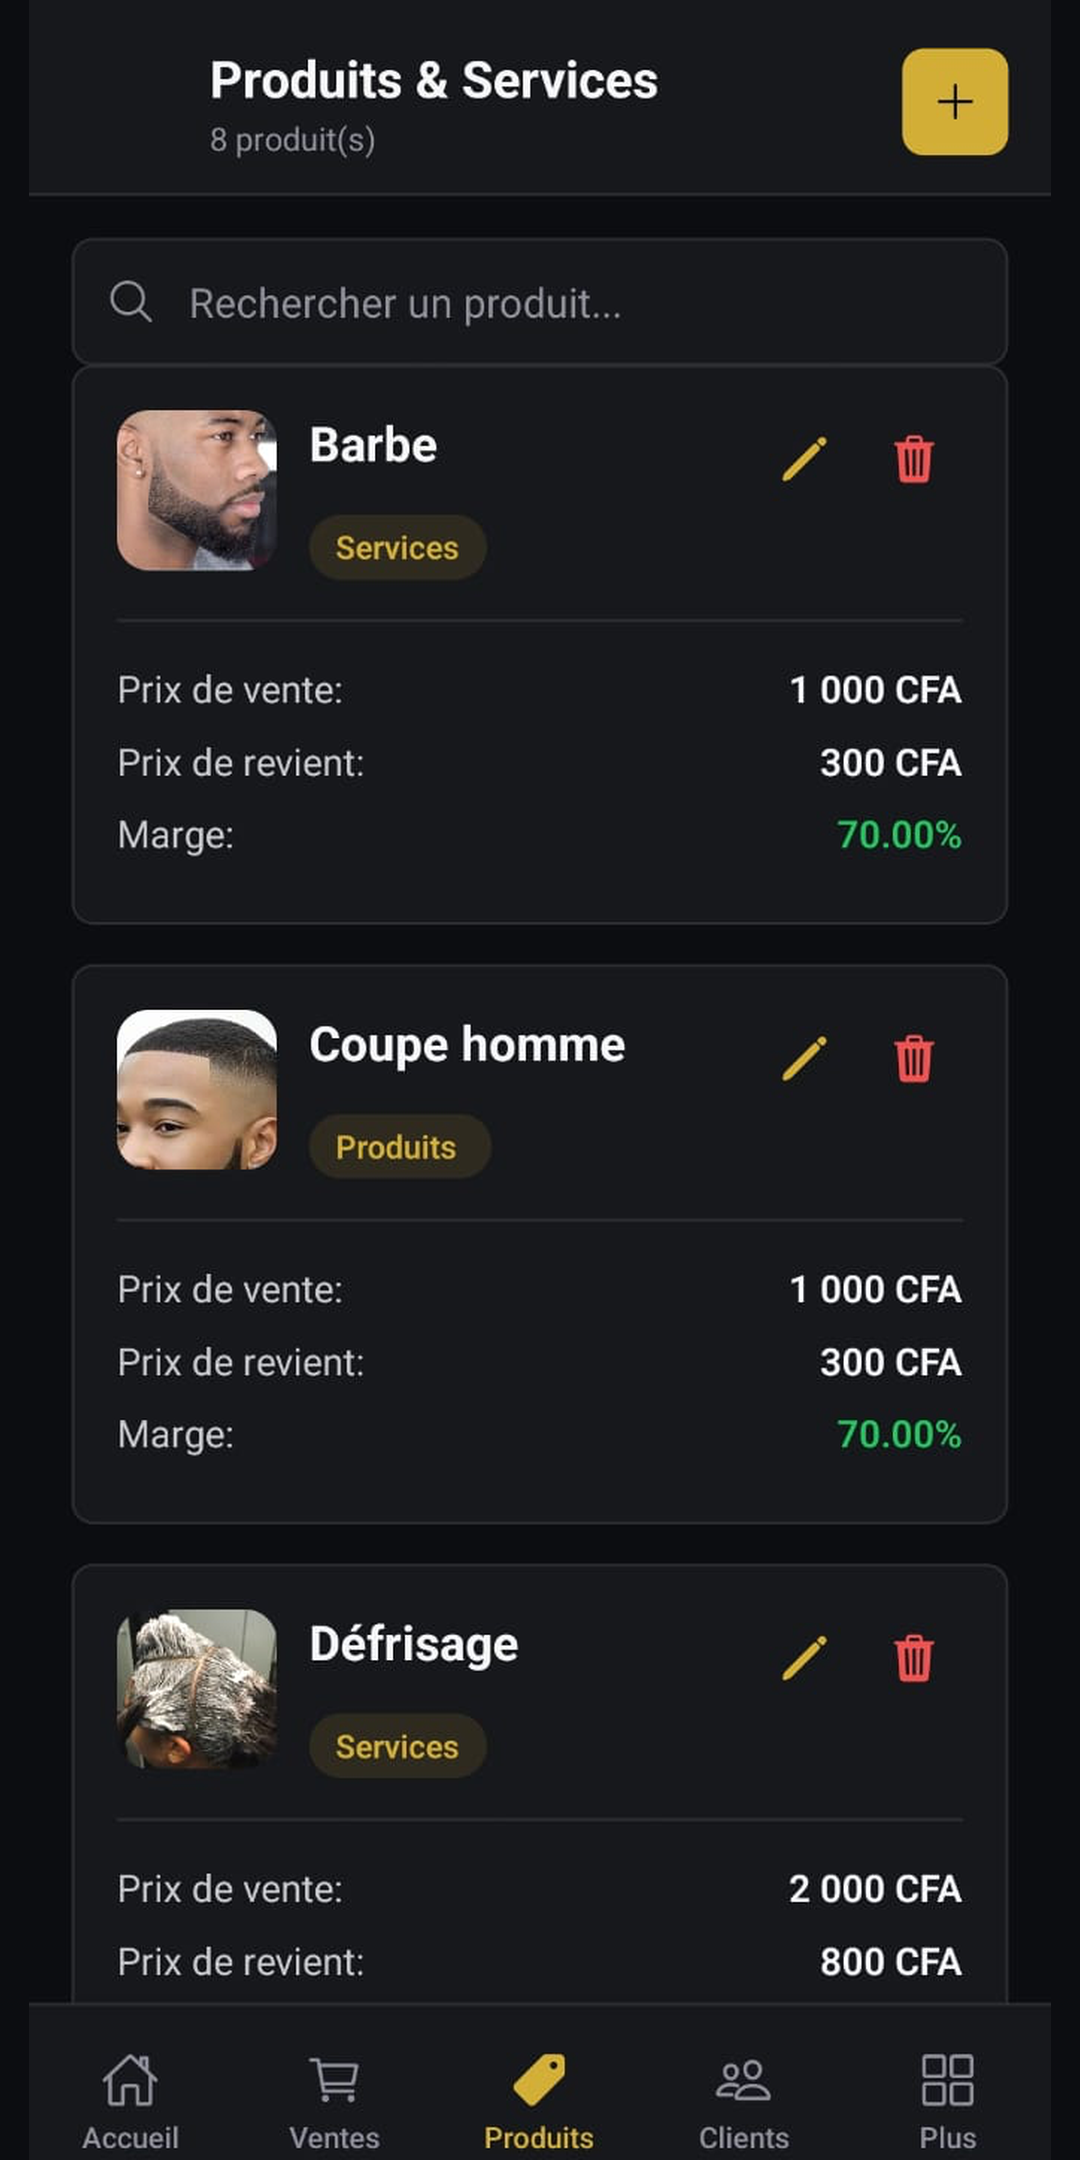 Produits & Services
8 produit(s)
Rechercher un produit...
Barbe
Services
Prix de vente: 1 000 CFA
Prix de revient: 300 CFA
Marge: 70.00%
Coupe homme
Produits
Prix de vente: 1 000 CFA
Prix de revient: 300 CFA
Marge: 70.00%
Défrisage
Services
Prix de vente: 2 000 CFA
Prix de revient: 800 CFA
Accueil Ventes Produits Clients Plus